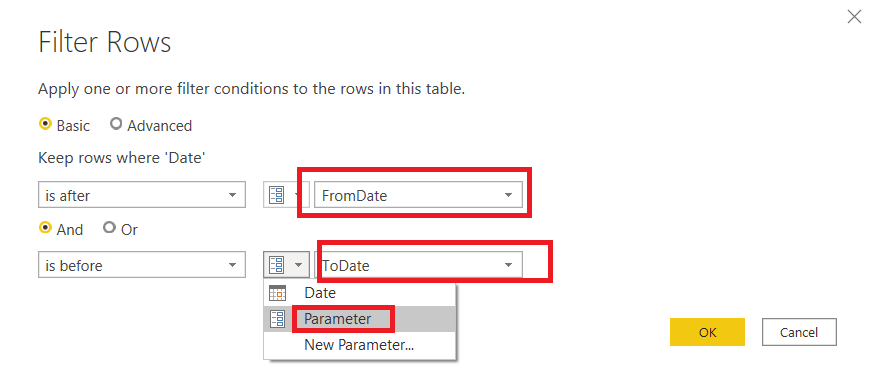 Filter Rows
Apply one or more filter conditions to the rows in this table.
Basic Advanced
Keep rows where 'Date'
is after FromDate
And Or
is before ToDate
Date
Parameter
New Parameter...
OK Cancel